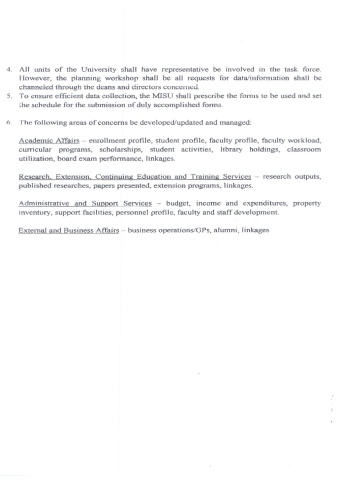 4. All units of the University shall have representative be involved in the task force.
However, the planning workshop shall be all requests for data/information shall be
channeled through the deans and directors concerned.
5. To ensure efficient data collection, the MISU shall prescribe the forms to be used and set
the schedule for the submission of duly accomplished forms.
6. The following areas of concerns be developed/updated and managed:
Academic Affairs – enrollment profile, student profile, faculty profile, faculty workload,
curricular programs, scholarships, student activities, library holdings, classroom
utilization, board exam performance, linkages.
Research, Extension, Continuing Education and Training Services – research outputs,
published researches, papers presented, extension programs, linkages.
Administrative and Support Services – budget, income and expenditures, property
inventory, support facilities, personnel profile, faculty and staff development.
External and Business Affairs – business operations/GPs, alumni, linkages